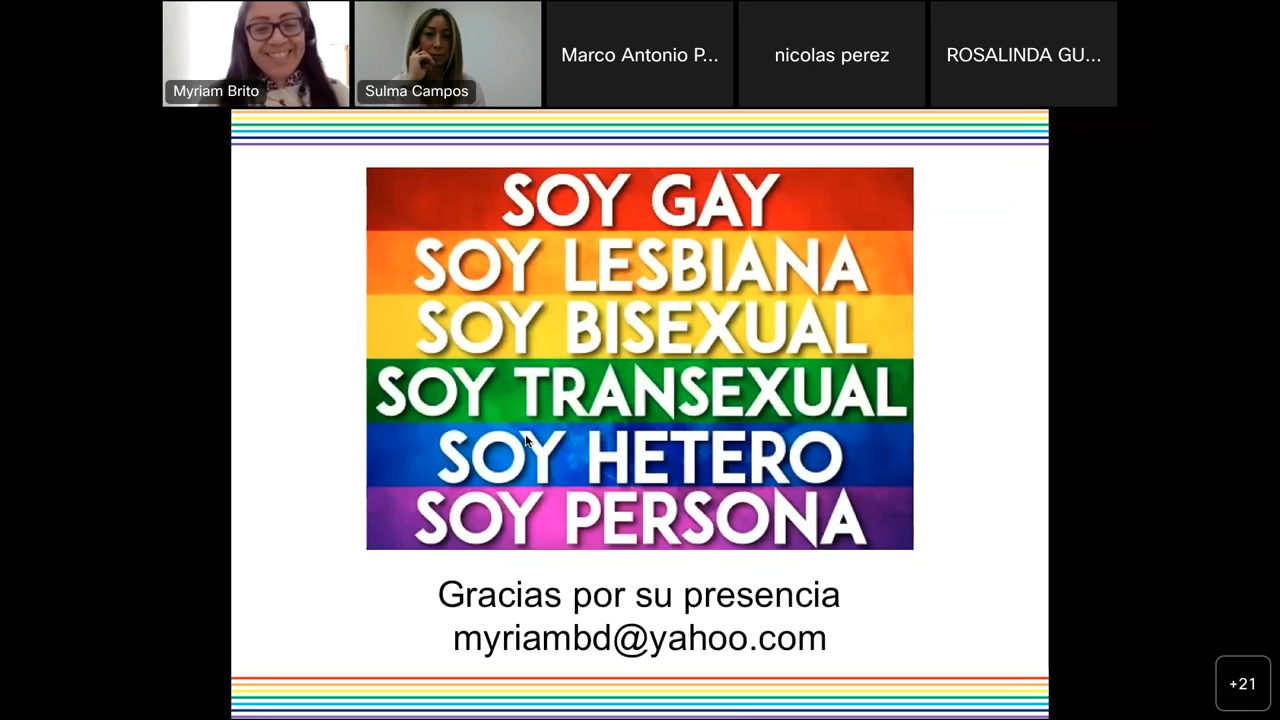 Myriam Brito
Sulma Campos
Marco Antonio P...
nicolas perez
ROSALINDA GU...
SOY GAY
SOY LESBIANA
SOY BISEXUAL
SOY TRANSEXUAL
SOY HETERO
SOY PERSONA
Gracias por su presencia
myriambd@yahoo.com
+21